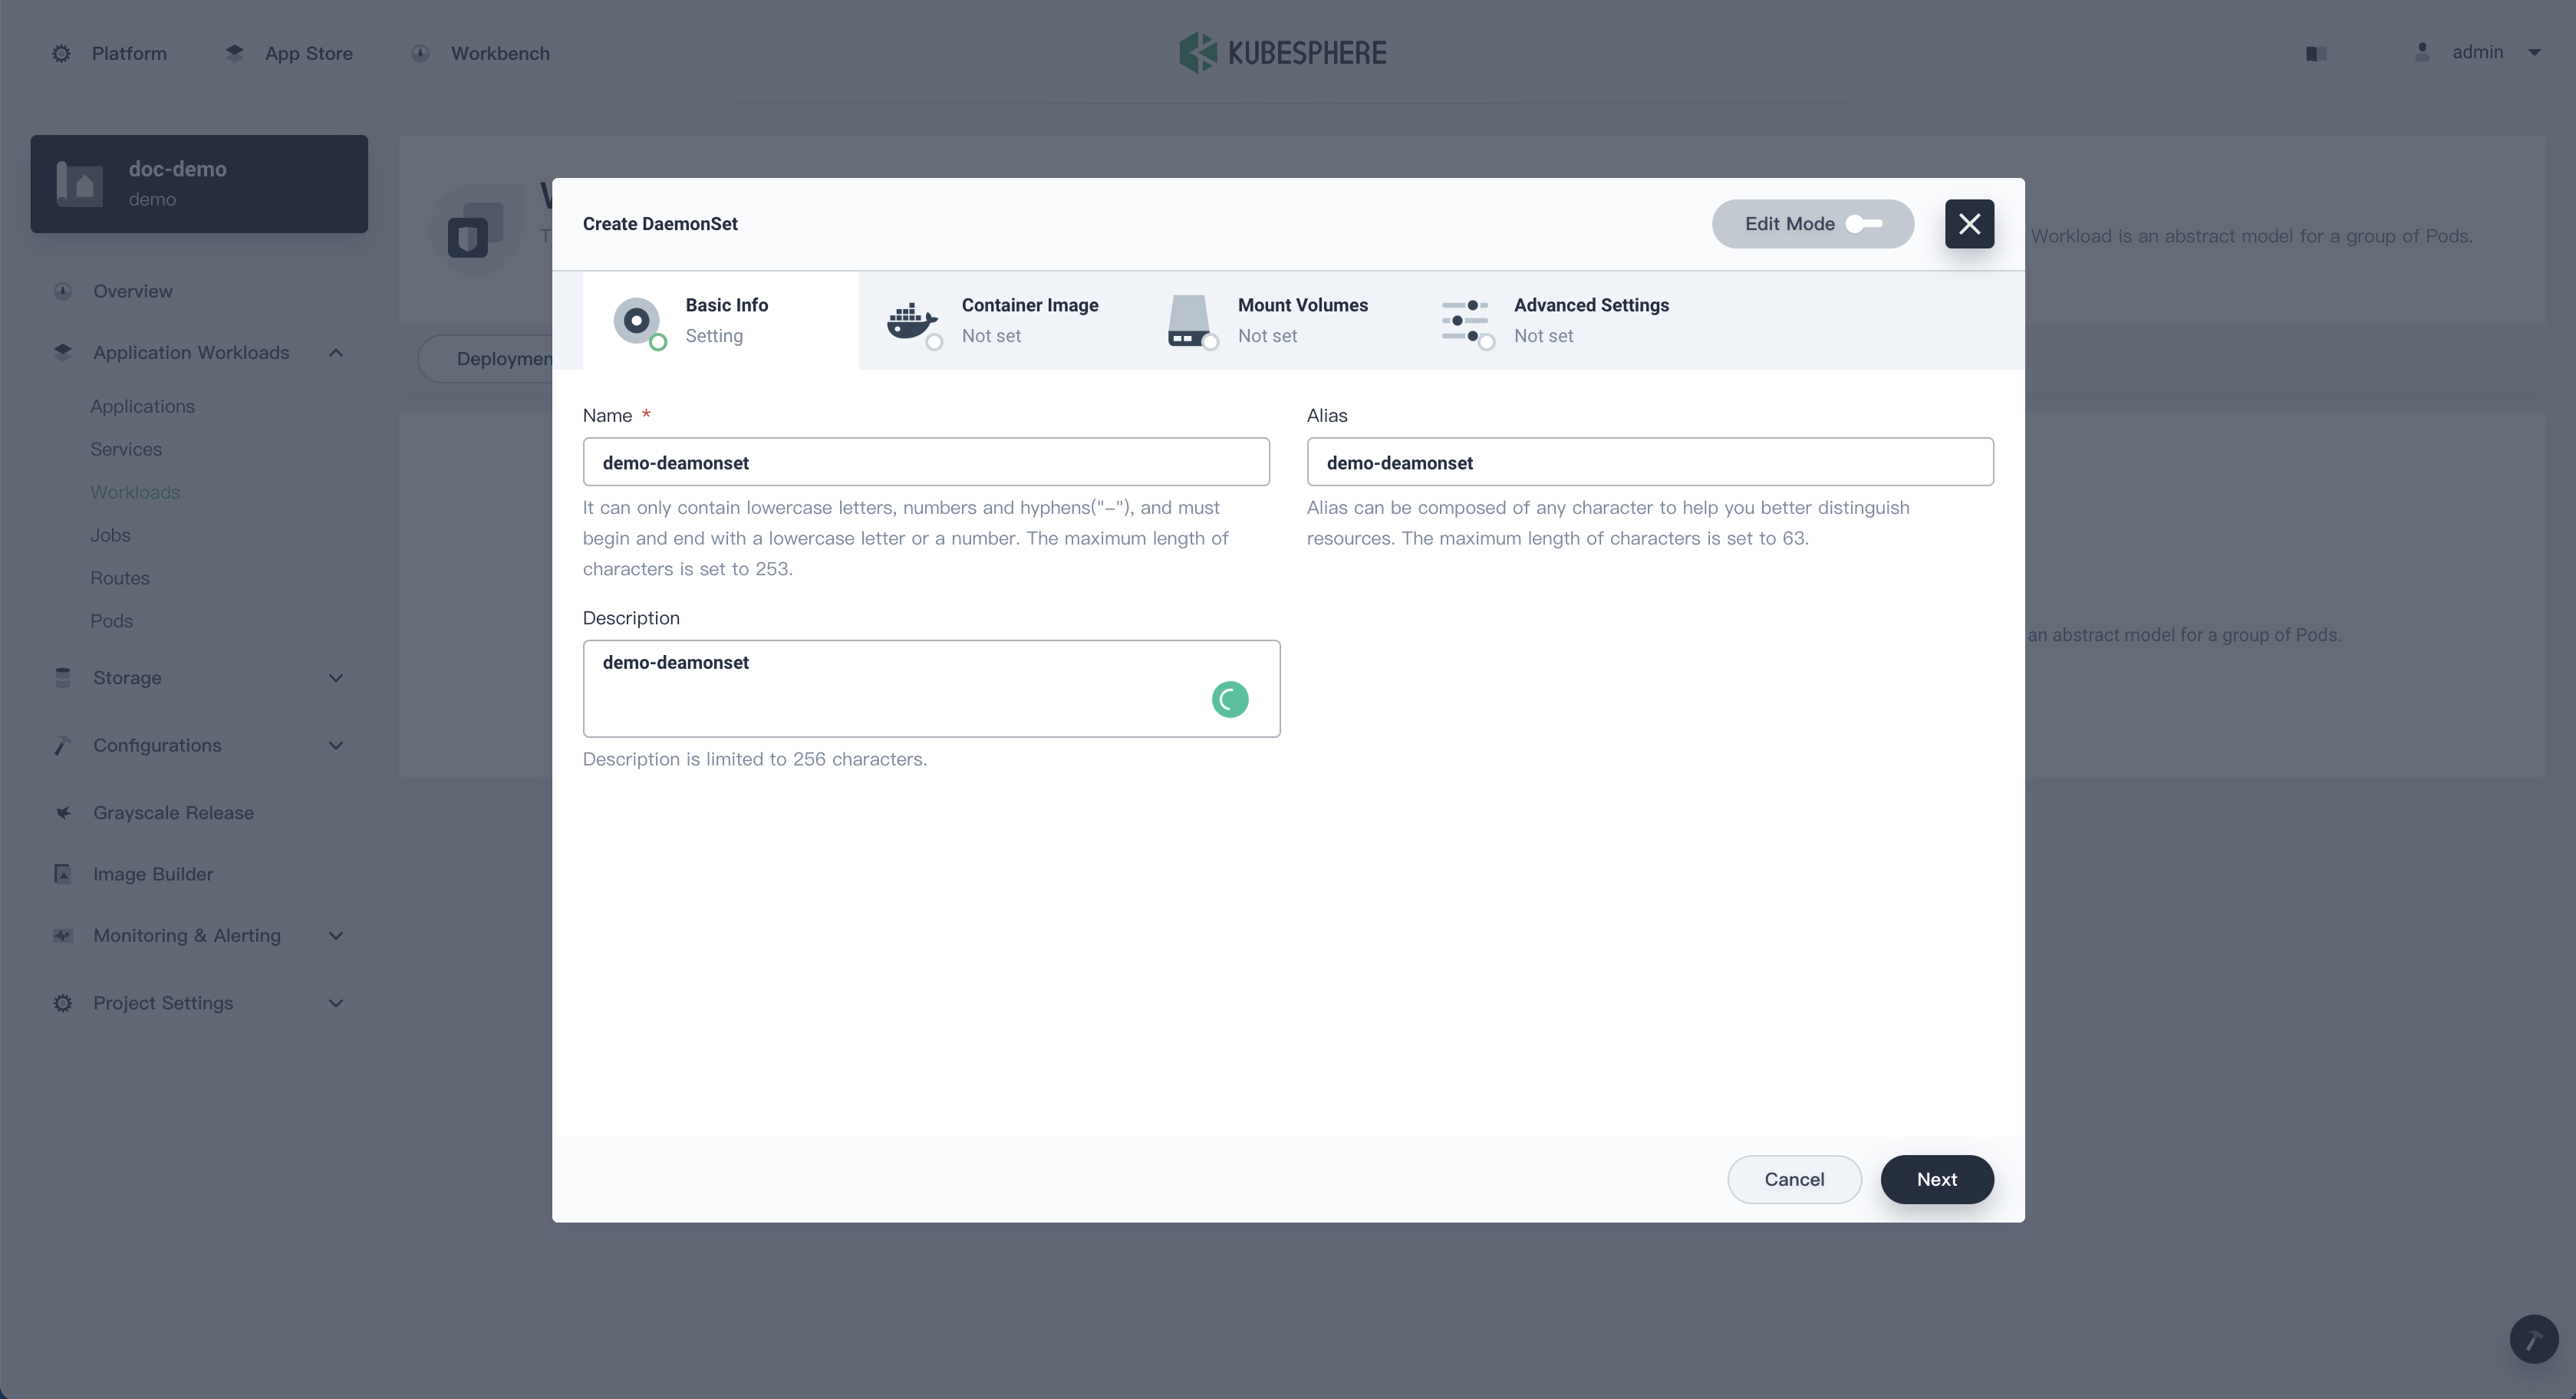 Platform
App Store
Workbench
KUBESPHERE
admin
doc-demo
demo
Overview
Application Workloads
Applications
Services
Workloads
Jobs
Routes
Pods
Storage
Configurations
Grayscale Release
Image Builder
Monitoring & Alerting
Project Settings
Workload is an abstract model for a group of Pods.
Deploymen
an abstract model for a group of Pods.
Create DaemonSet
Edit Mode
Basic Info
Setting
Container Image
Not set
Mount Volumes
Not set
Advanced Settings
Not set
Name *
demo-deamonset
It can only contain lowercase letters, numbers and hyphens("-"), and must
begin and end with a lowercase letter or a number. The maximum length of
characters is set to 253.
Alias
demo-deamonset
Alias can be composed of any character to help you better distinguish
resources. The maximum length of characters is set to 63.
Description
demo-deamonset
Description is limited to 256 characters.
Cancel
Next